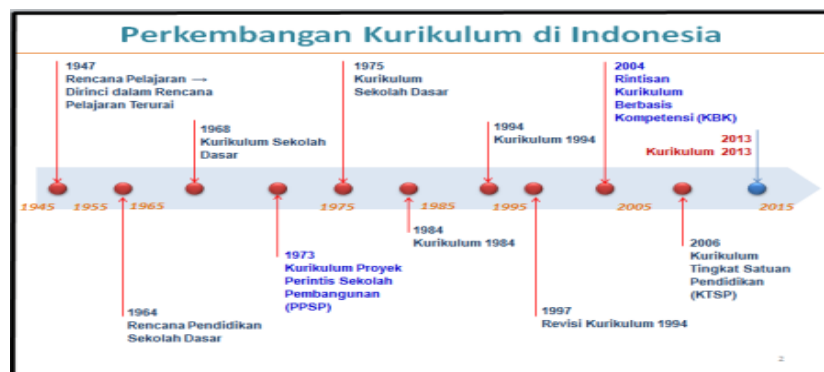 Perkembangan Kurikulum di Indonesia
1947
Rencana Pelajaran →
Dirinci dalam Rencana
Pelajaran Terurai
1968
Kurikulum Sekolah
Dasar
1975
Kurikulum
Sekolah Dasar
1994
Kurikulum 1994
2004
Rintisan
Kurikulum
Berbasis
Kompetensi (KBK)
2013
Kurikulum 2013
1945
1955
1965
1975
1985
1995
2005
2015
1964
Rencana Pendidikan
Sekolah Dasar
1973
Kurikulum Proyek
Perintis Sekolah
Pembangunan
(PPSP)
1984
Kurikulum 1984
1997
Revisi Kurikulum 1994
2006
Kurikulum
Tingkat Satuan
Pendidikan
(KTSP)
2